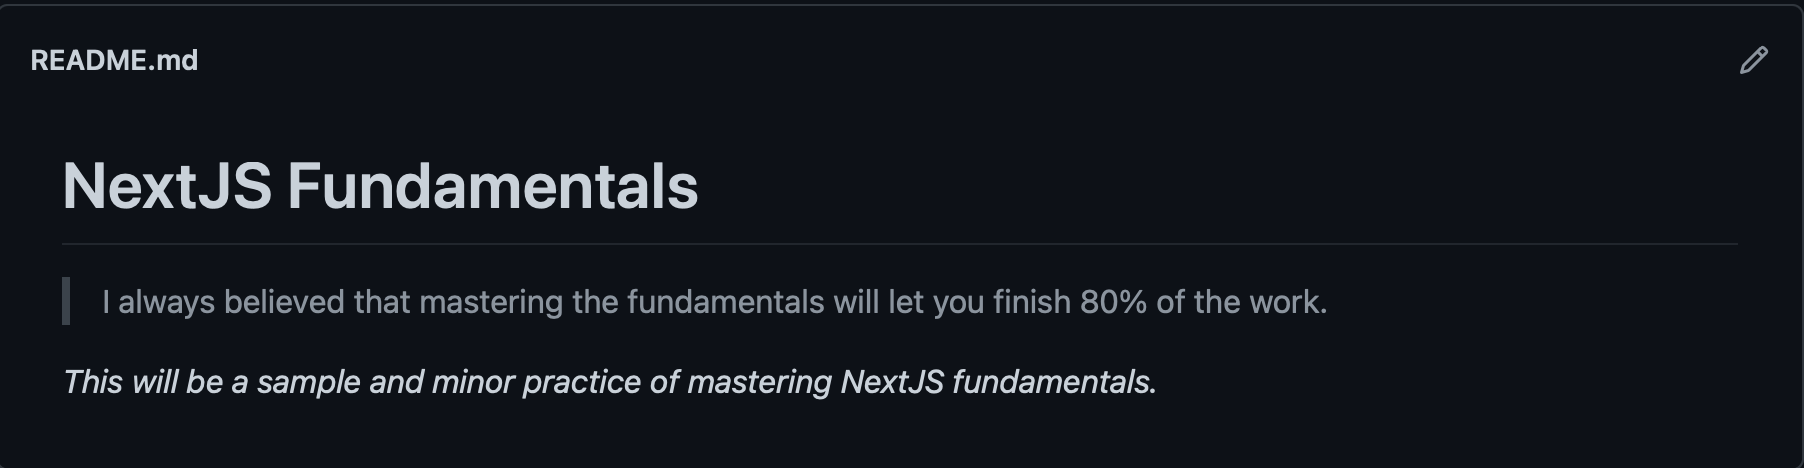 README.md
NextJS Fundamentals
I always believed that mastering the fundamentals will let you finish 80% of the work.
This will be a sample and minor practice of mastering NextJS fundamentals.